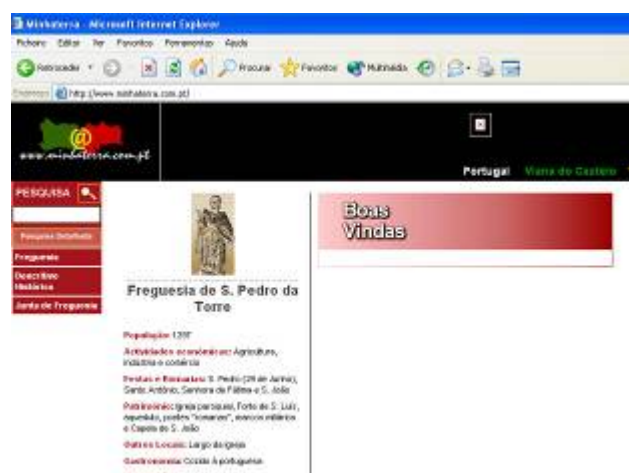 Minhaterra - Microsoft Internet Explorer
Ficheiro Editar Ver Favoritos Ferramentas Ajuda
Retroceder Procurar Favoritos Multimédia
Endereço http://www.minhaterra.com.pt/
@
www.minhaterra.com.pt
Portugal Viana do Castelo
PESQUISA
Pesquisa Detalhada
Freguesia
Descritivo
Histórico
Junta de Freguesia
Boas
Vindas
Freguesia de S. Pedro da
Torre
População: 1297
Actividades económicas: Agricultura,
indústria e comércio
Festas e Romarias: S. Pedro (29 de Junho),
Santo António, Senhora de Fátima e S. João
Património: Igreja paroquial, Forte de S. Luís,
aqueduto, pontes "romanas", marcos miliários
e Capela de S. João
Outros Locais: Largo da Igreja
Gastronomia: Cozido à portuguesa